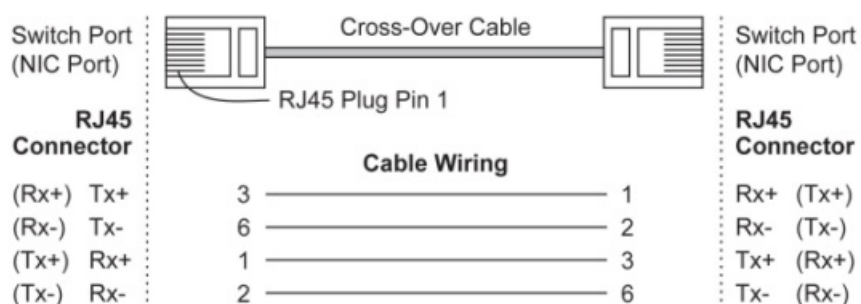 Switch Port
(NIC Port)
Cross-Over Cable
Switch Port
(NIC Port)
RJ45 Plug Pin 1
RJ45
Connector
RJ45
Connector
Cable Wiring
(Rx+) Tx+ 3 1 Rx+ (Tx+)
(Rx-) Tx- 6 2 Rx- (Tx-)
(Tx+) Rx+ 1 3 Tx+ (Rx+)
(Tx-) Rx- 2 6 Tx- (Rx-)